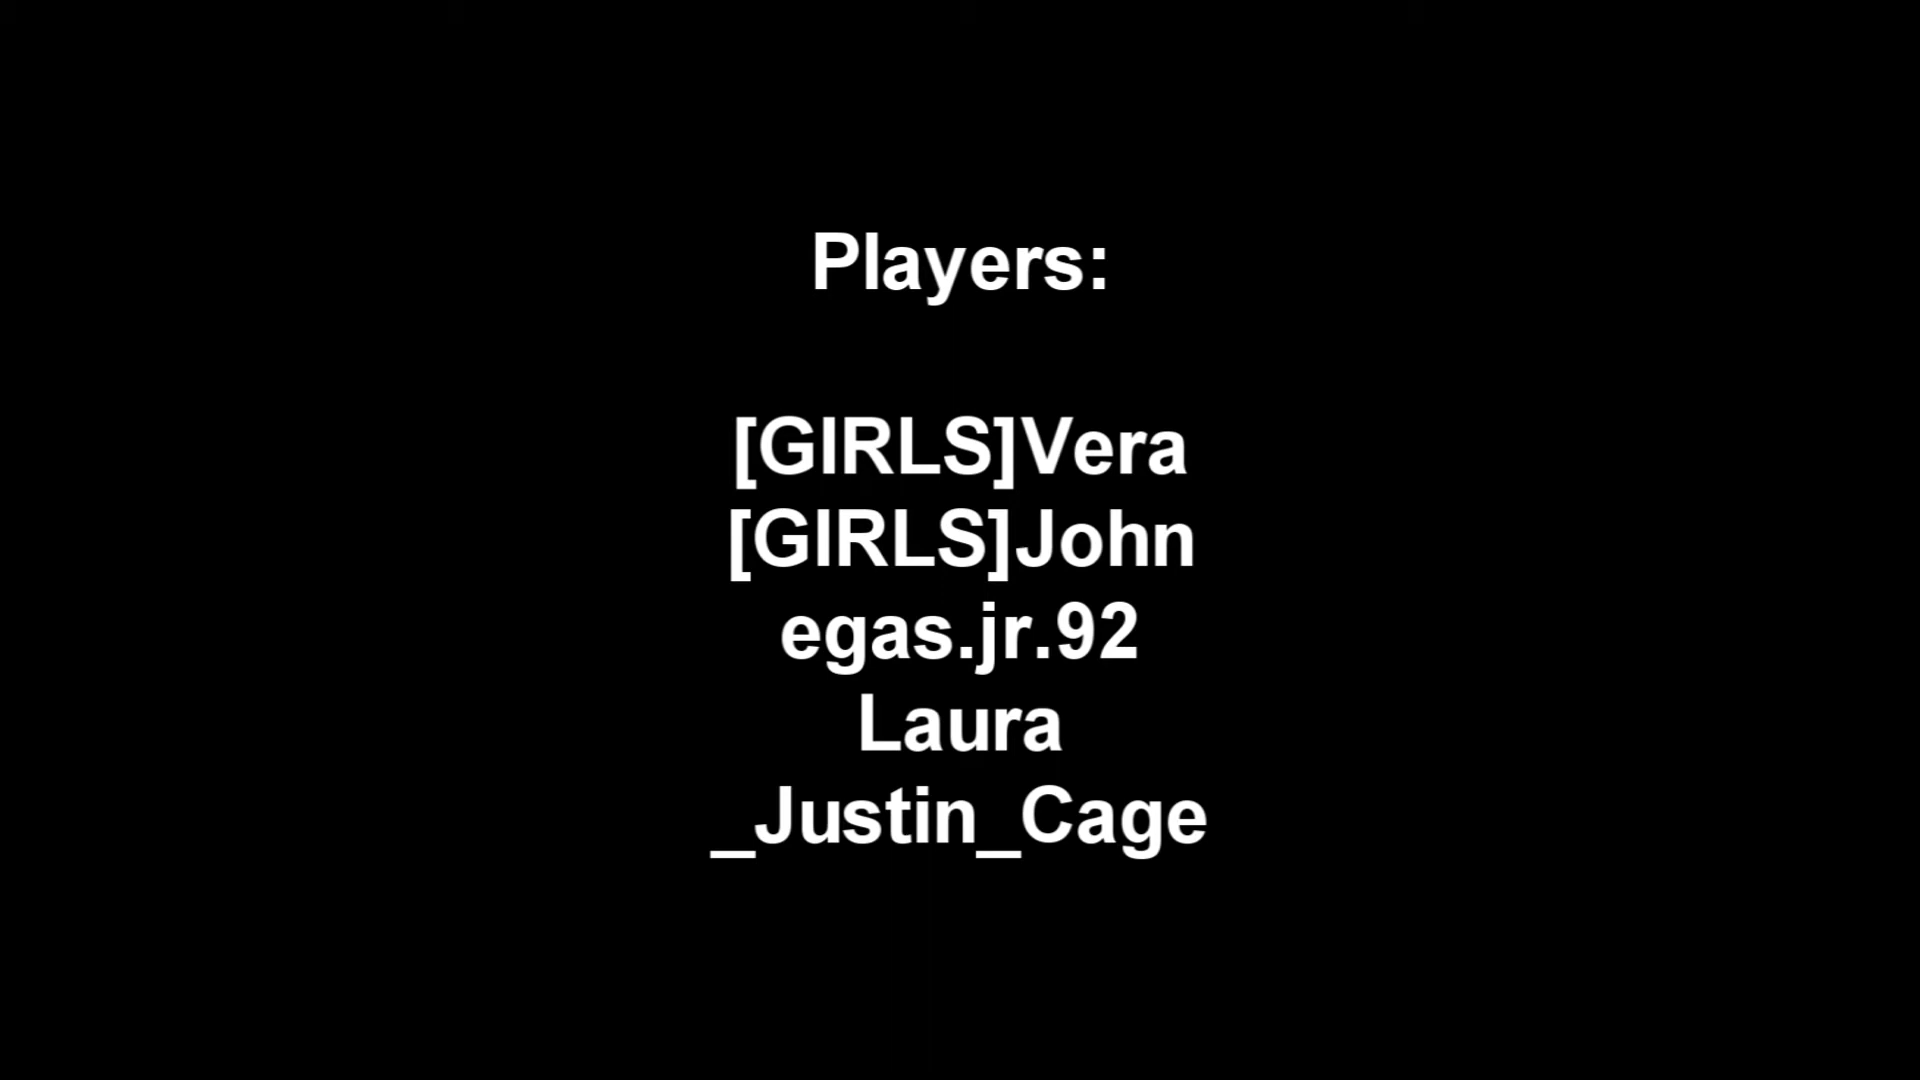 Players:
[GIRLS]Vera
[GIRLS]John
egas.jr.92
Laura
_Justin_Cage